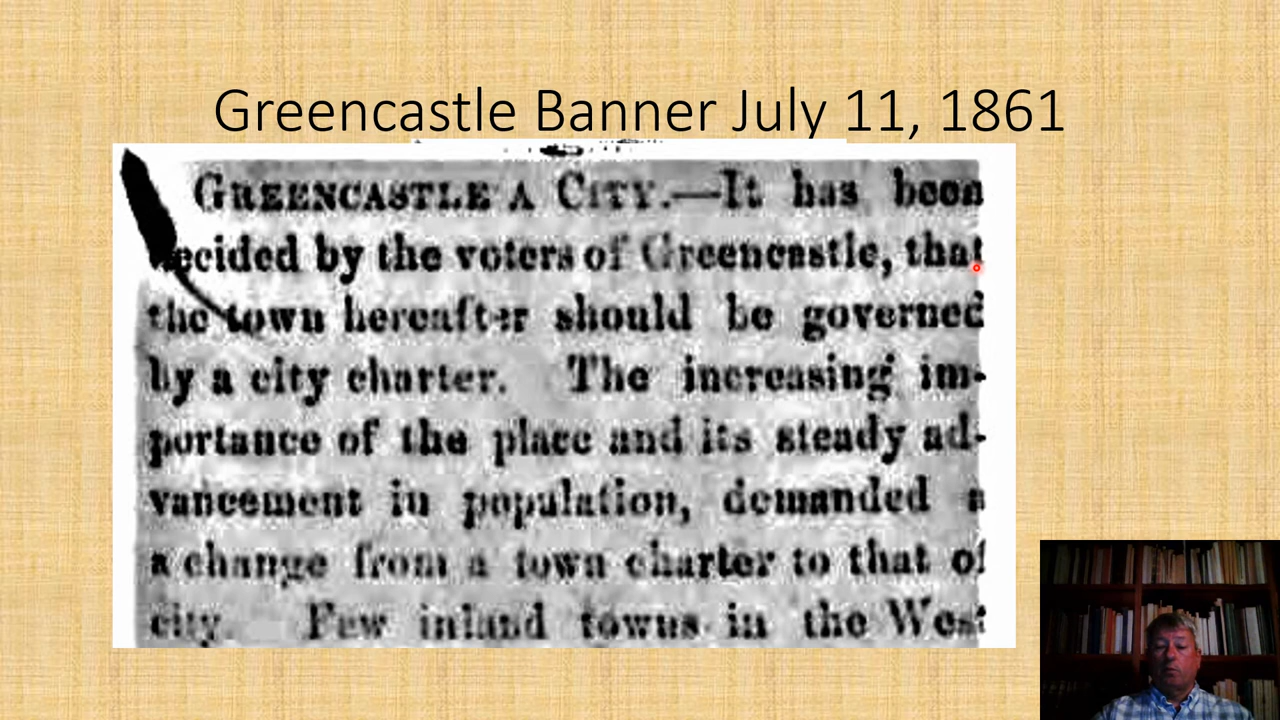 Greencastle Banner July 11, 1861
GREENCASTLE A CITY.—It has been
ecided by the voters of Greencastle, that
the town hereafter should be governed
by a city charter. The increasing im-
portance of the place and its steady ad-
vancement in population, demanded a
a change from a town charter to that of
city. Few inland towns in the West